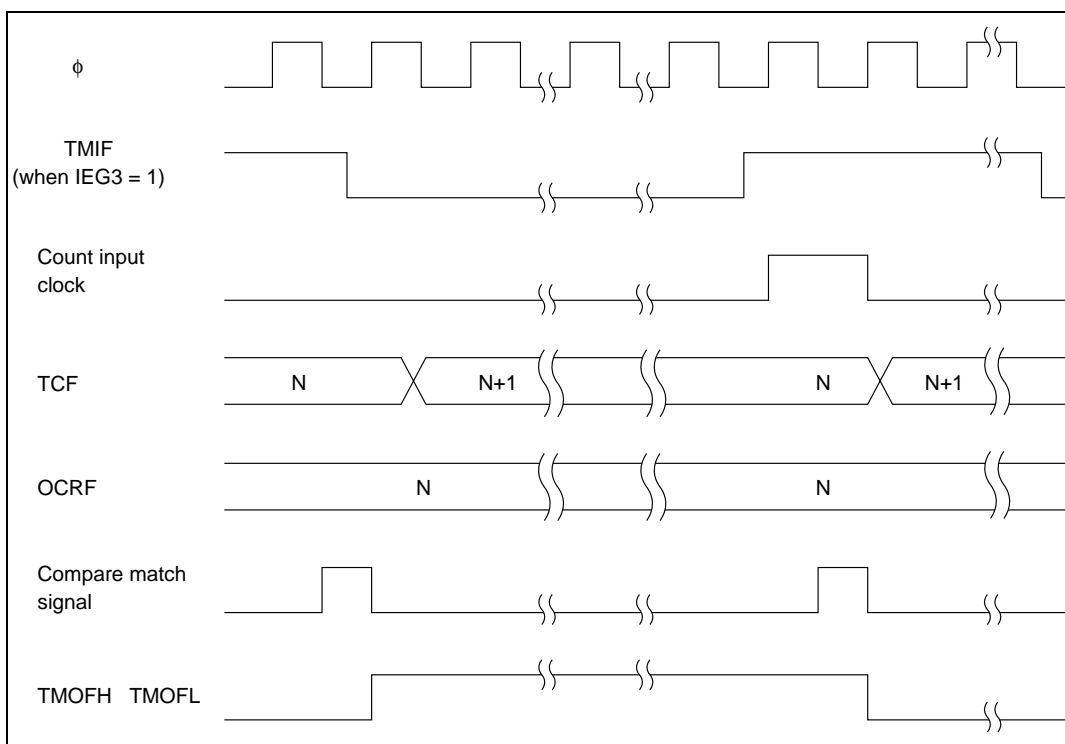 φ
TMIF
(when IEG3 = 1)
Count input
clock
TCF
N
N+1
N
N+1
OCRF
N
N
Compare match
signal
TMOFH TMOFL